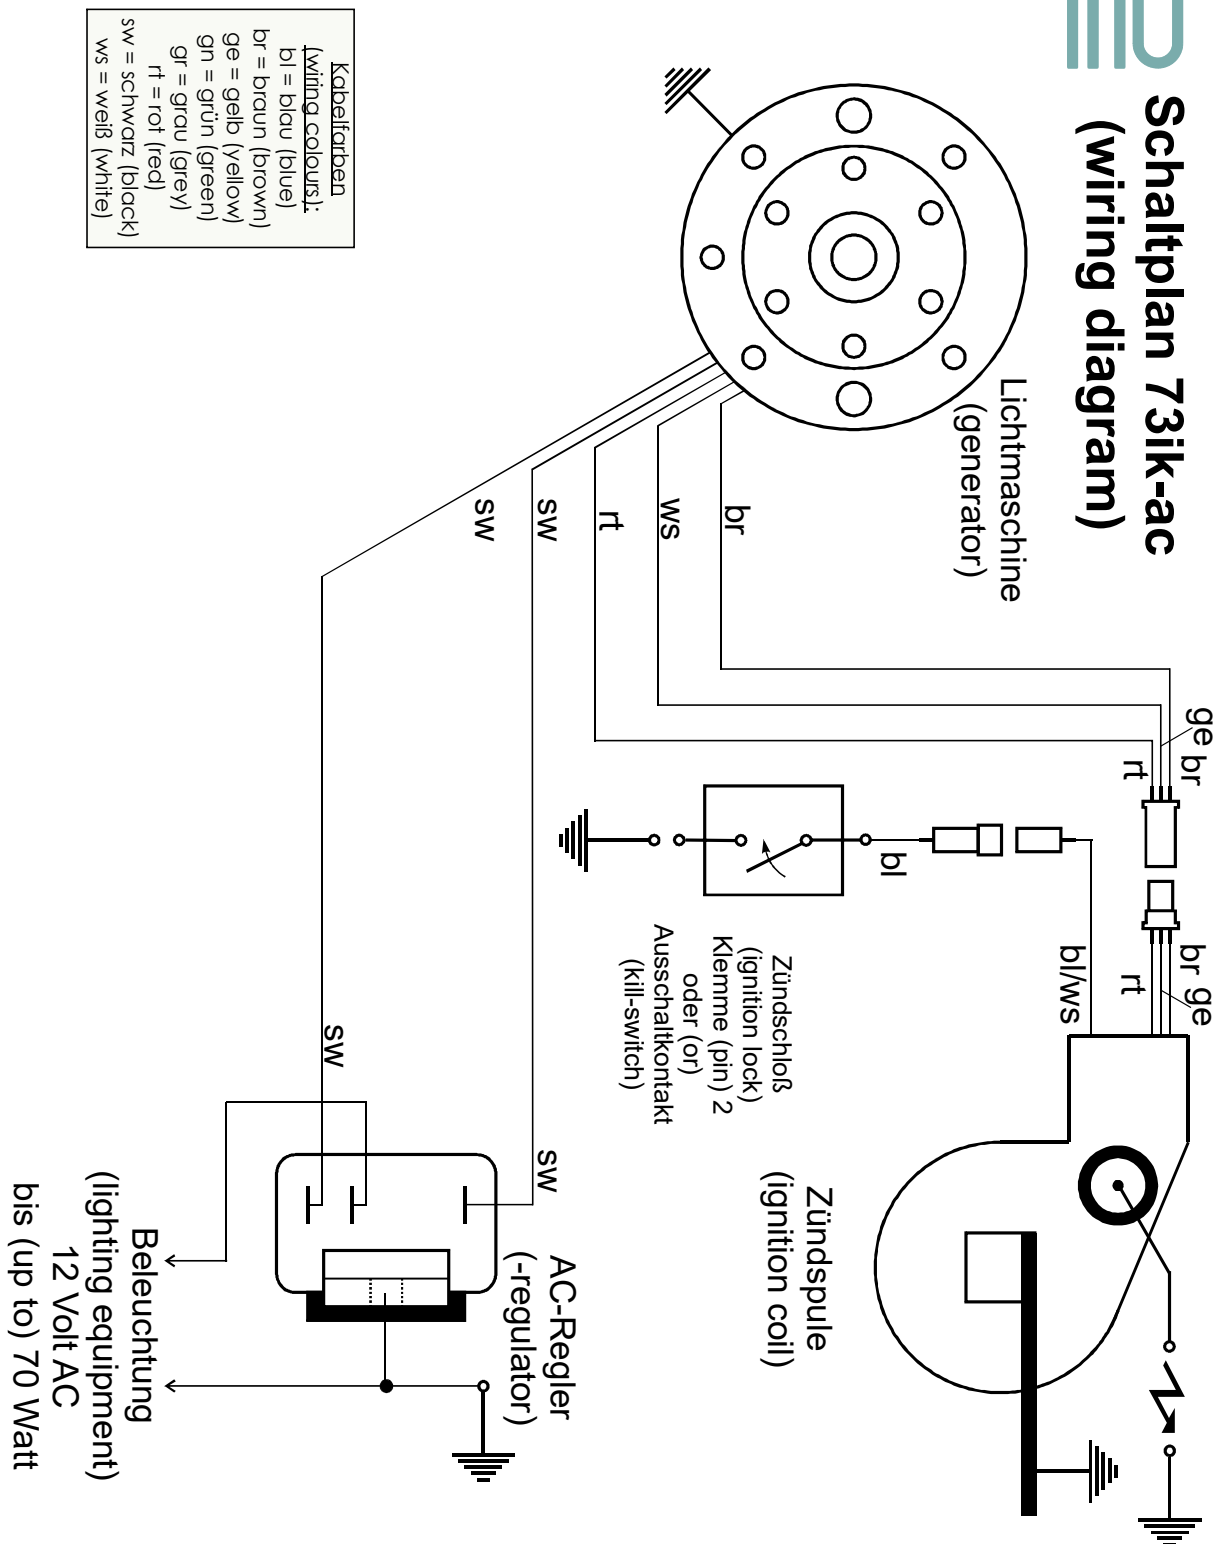 Schaltplan 73ik-ac
(wiring diagram)
Lichtmaschine
(generator)
br
ws
rt
sw
sw
ge
br
rt
br
ge
rt
bl/ws
bl
Zündschloß
(ignition lock)
Klemme (pin) 2
oder (or)
Ausschaltkontakt
(kill-switch)
Zündspule
(ignition coil)
sw
sw
AC-Regler
(-regulator)
Beleuchtung
(lighting equipment)
12 Volt AC
bis (up to) 70 Watt
Kabelfarben
(wiring colours):
bl = blau (blue)
br = braun (brown)
ge = gelb (yellow)
gn = grün (green)
gr = grau (grey)
rt = rot (red)
sw = schwarz (black)
ws = weiß (white)